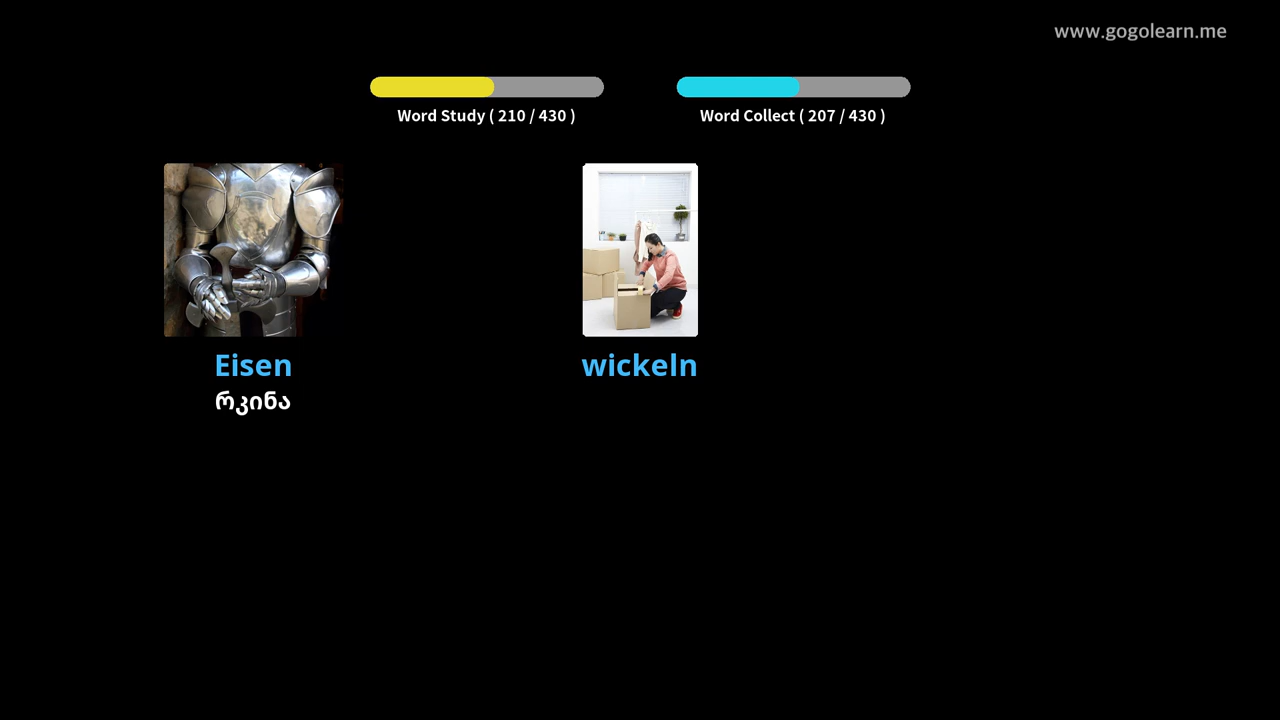 www.gogolearn.me
Word Study ( 210 / 430 )
Word Collect ( 207 / 430 )
Eisen
რკინა
wickeln